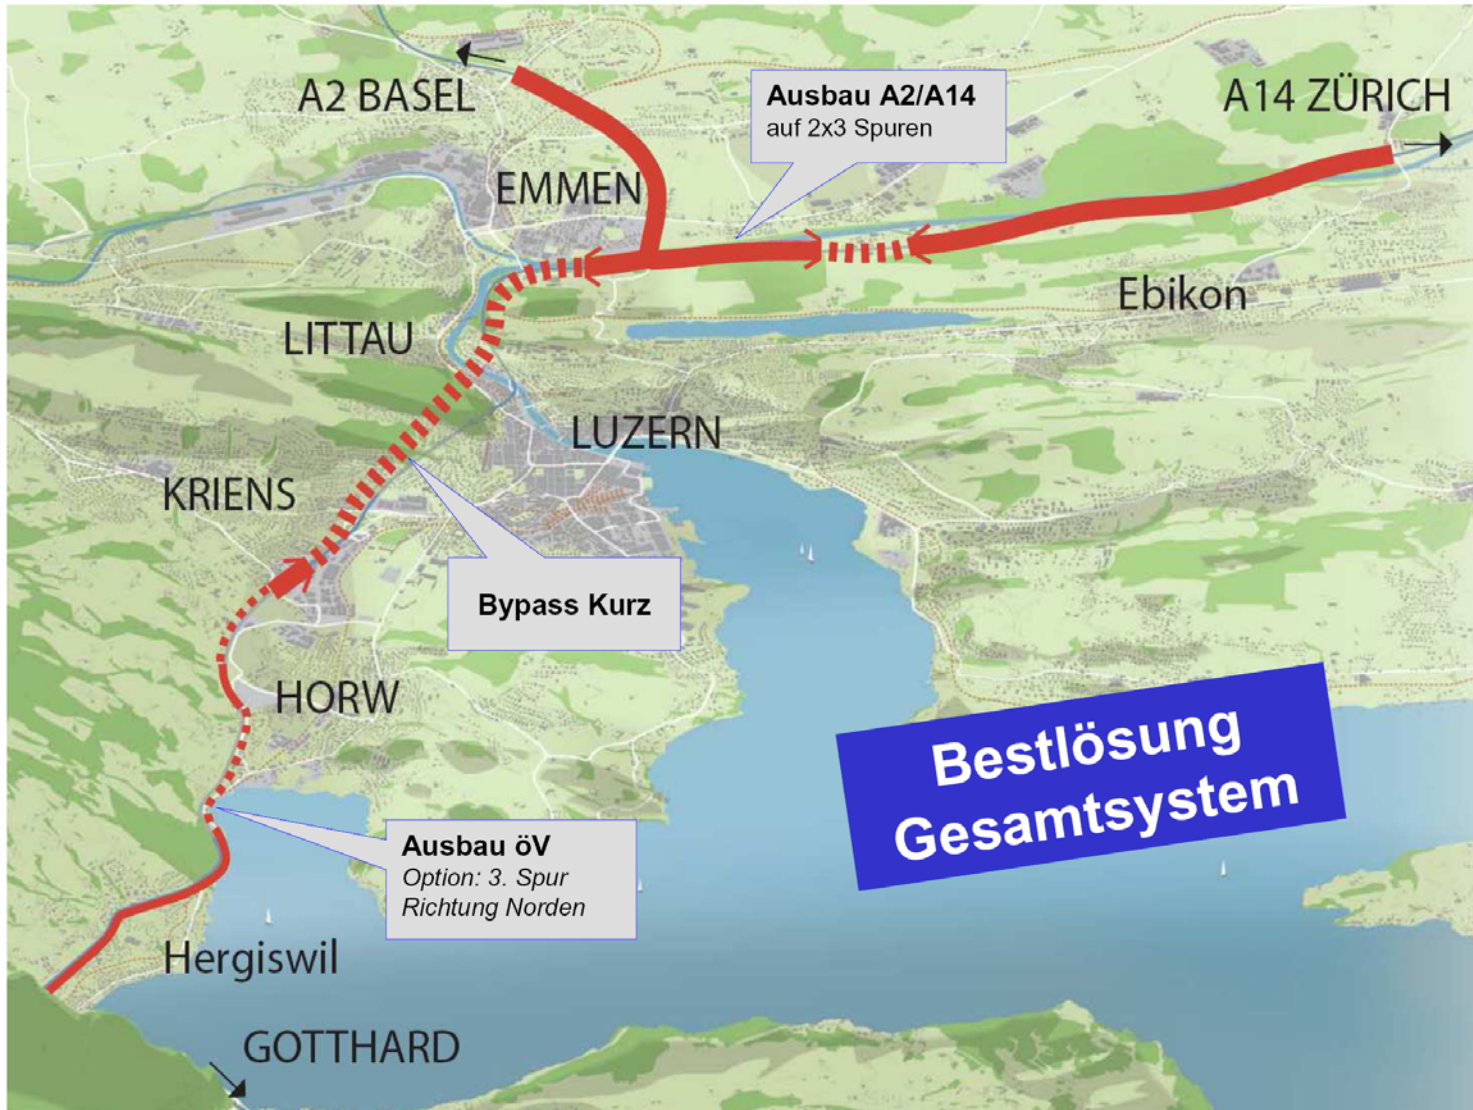 A2 BASEL
Ausbau A2/A14
auf 2x3 Spuren
A14 ZÜRICH
EMMEN
Ebikon
LITTAU
LUZERN
KRIENS
Bypass Kurz
HORW
Bestlösung
Gesamtsystem
Ausbau öV
Option: 3. Spur
Richtung Norden
Hergiswil
GOTTHARD